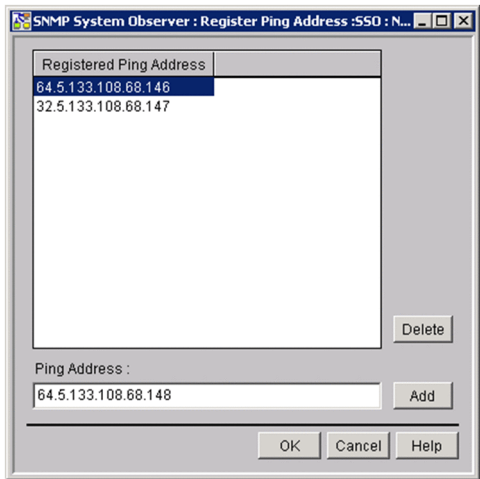 SNMP System Observer : Register Ping Address :SSO : N...
Registered Ping Address
64.5.133.108.68.146
32.5.133.108.68.147
Delete
Ping Address :
64.5.133.108.68.148
Add
OK
Cancel
Help